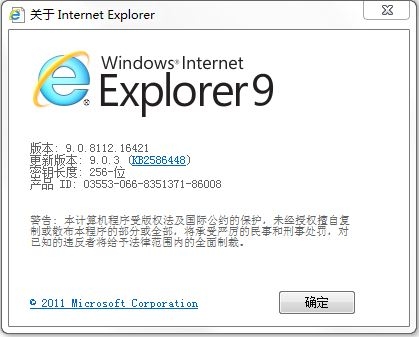 关于 Internet Explorer
Windows® Internet
Explorer 9
版本: 9.0.8112.16421
更新版本: 9.0.3 (KB2586448)
密钥长度: 256-位
产品 ID: 03553-066-8351371-86008
警告: 本计算机程序受版权法及国际公约的保护，未经授权擅自复
制或散布本程序的部分或全部，将承受严厉的民事和刑事处罚，对
已知的违反者将给予法律范围内的全面制裁。
© 2011 Microsoft Corporation
确定